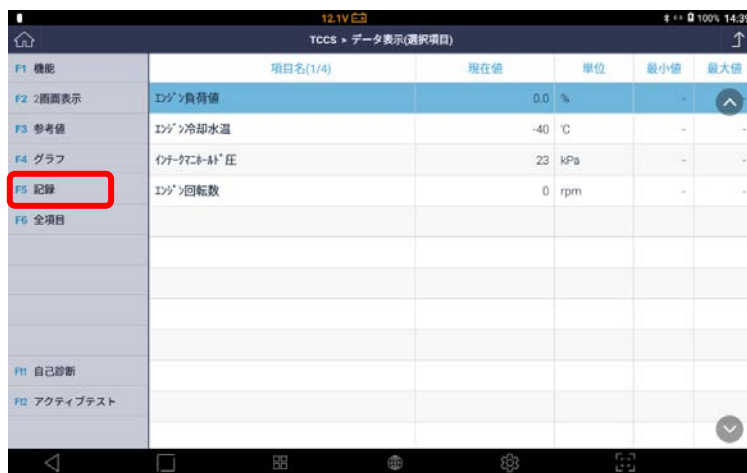 12.1V 100% 14:39
TCCS > データ表示(選択項目)
F1 機能 項目名(1/4) 現在値 単位 最小値 最大値
F2 2画面表示 ｴﾝｼﾞﾝ負荷値 0.0 % - -
F3 参考値 ｴﾝｼﾞﾝ冷却水温 -40 ℃ - -
F4 グラフ ｲﾝﾃｰｸﾏﾆﾎｰﾙﾄﾞ圧 23 kPa - -
F5 記録 ｴﾝｼﾞﾝ回転数 0 rpm - -
F6 全項目
F11 自己診断
F12 アクティブテスト